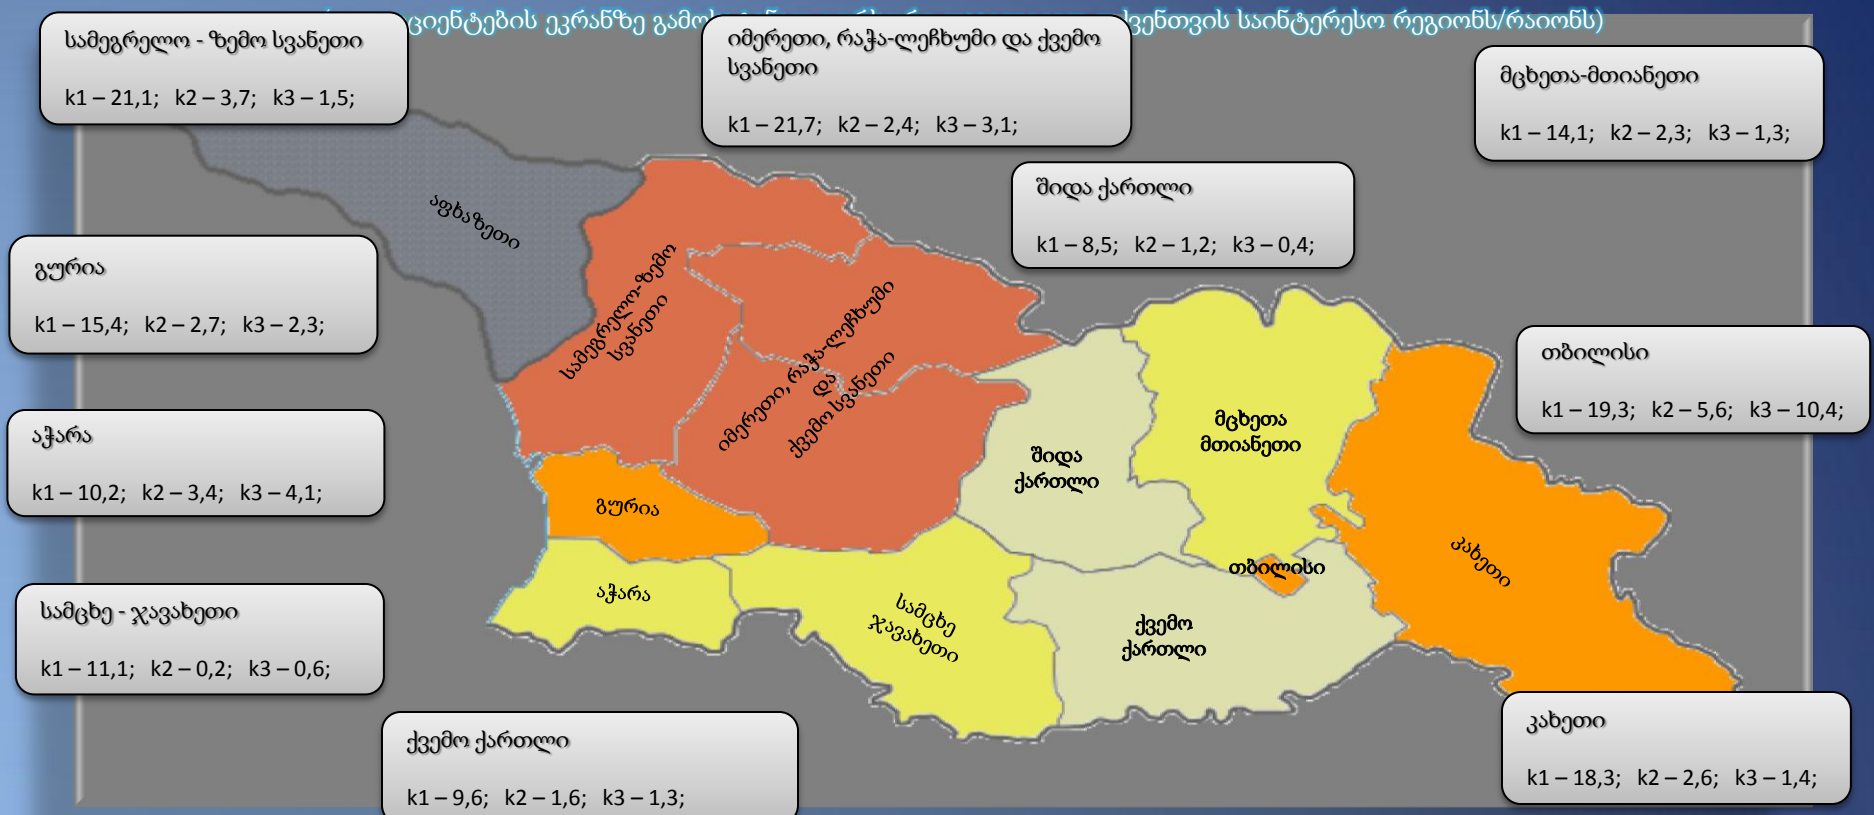 ეკრანზე
ქვენთვის საინტერესო რეგიონს/რაიონს)
სამეგრელო - ზემო სვანეთი
k1 – 21,1; k2 – 3,7; k3 – 1,5;
იმერეთი, რაჭა-ლეჩხუმი და ქვემო
სვანეთი
k1 – 21,7; k2 – 2,4; k3 – 3,1;
მცხეთა-მთიანეთი
k1 – 14,1; k2 – 2,3; k3 – 1,3;
შიდა ქართლი
k1 – 8,5; k2 – 1,2; k3 – 0,4;
გურია
k1 – 15,4; k2 – 2,7; k3 – 2,3;
თბილისი
k1 – 19,3; k2 – 5,6; k3 – 10,4;
აჭარა
k1 – 10,2; k2 – 3,4; k3 – 4,1;
სამცხე - ჯავახეთი
k1 – 11,1; k2 – 0,2; k3 – 0,6;
ქვემო ქართლი
k1 – 9,6; k2 – 1,6; k3 – 1,3;
კახეთი
k1 – 18,3; k2 – 2,6; k3 – 1,4;
აფხაზეთი
სამეგრელო-ზემო
სვანეთი
იმერეთი, რაჭა-ლეჩხუმი
და
ქვემო სვანეთი
შიდა
ქართლი
მცხეთა
მთიანეთი
გურია
აჭარა
სამცხე
ჯავახეთი
თბილისი
ქვემო
ქართლი
კახეთი